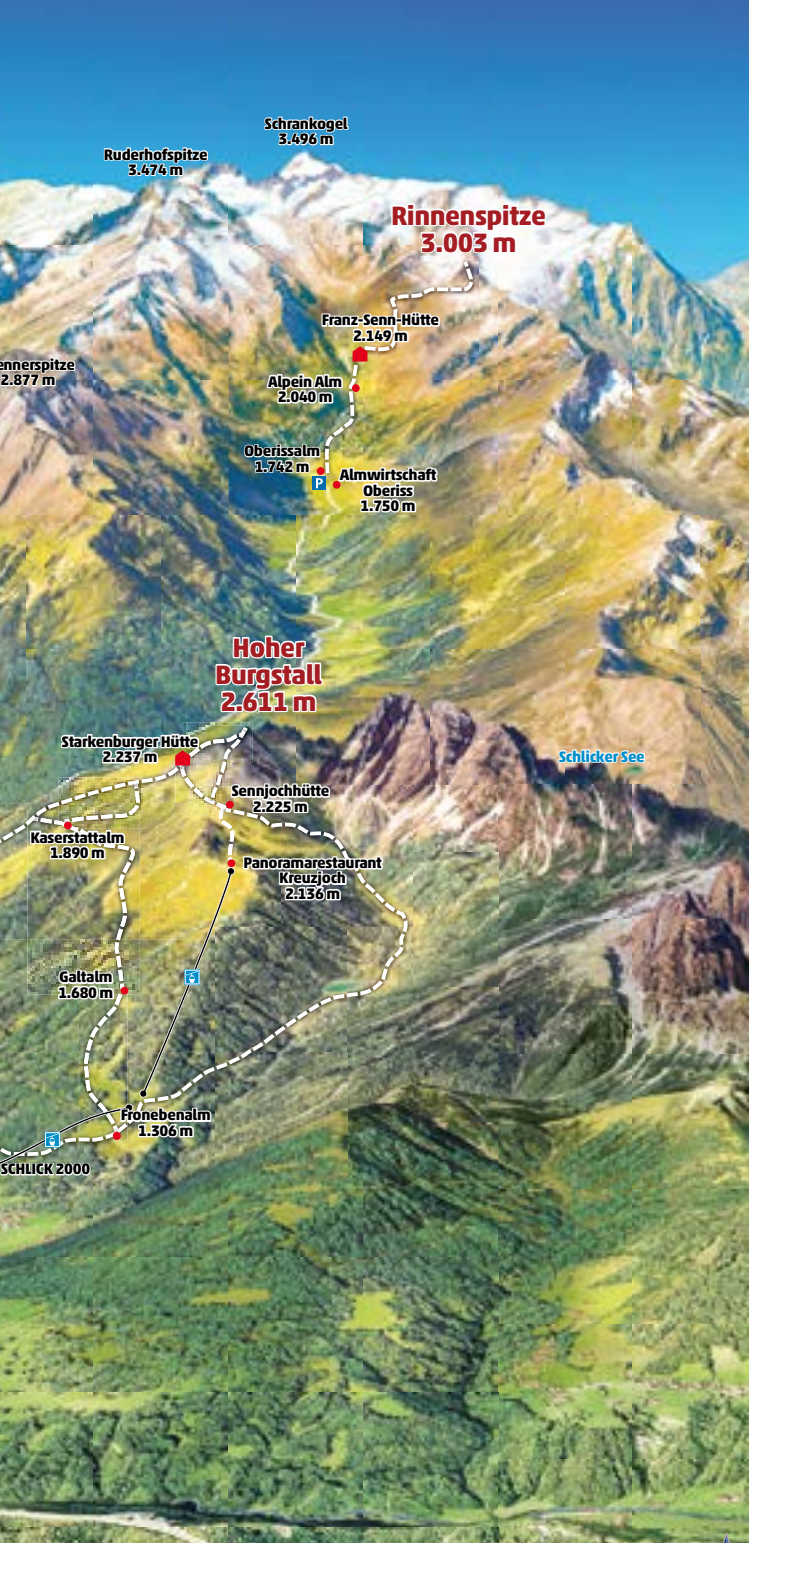 Schrankogel
3.496 m
Ruderhofspitze
3.474 m
Rinnenspitze
3.003 m
Franz-Senn-Hütte
2.149 m
ennerspitze
2.877 m
Alpein Alm
2.040 m
Oberissalm
1.742 m
P
Almwirtschaft
Oberiss
1.750 m
Hoher
Burgstall
2.611 m
Starkenburger Hütte
2.237 m
Schlicker See
Sennjochhütte
2.225 m
Kaserstattalm
1.890 m
Panoramarestaurant
Kreuzjoch
2.136 m
Galtalm
1.680 m
Fronebenalm
1.306 m
SCHLICK 2000